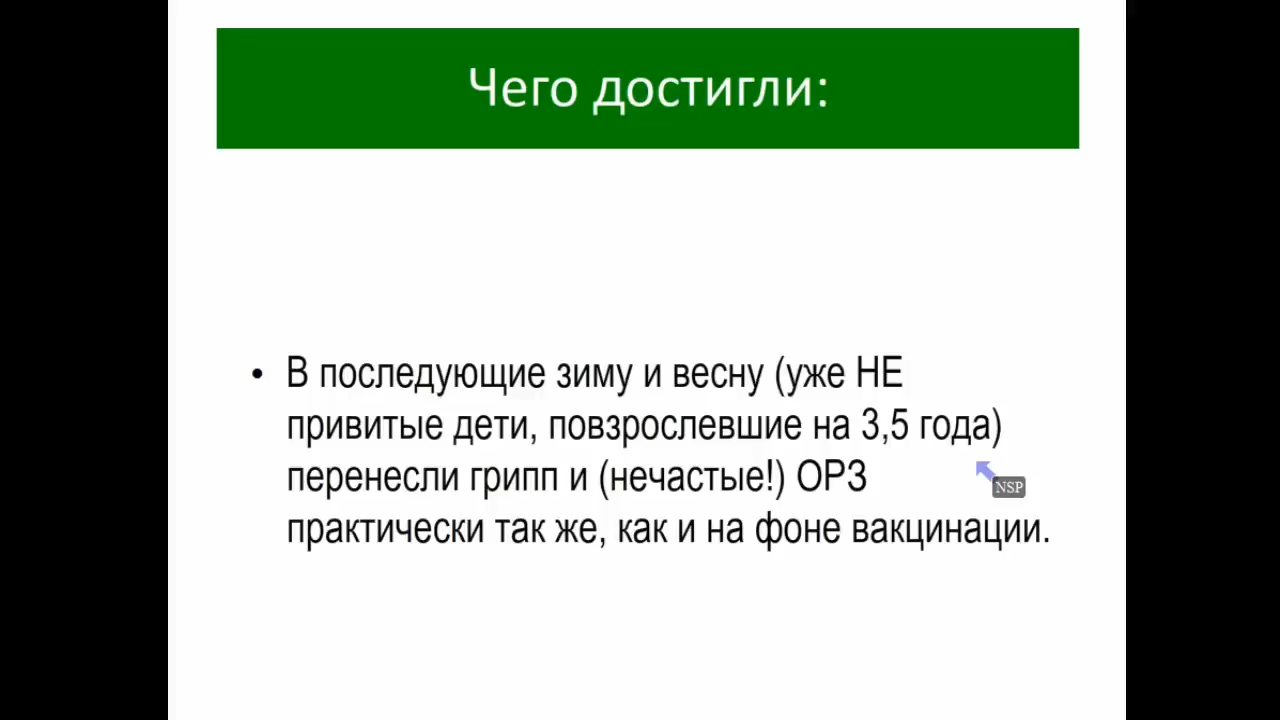 Чего достигли:
• В последующие зиму и весну (уже НЕ
привитые дети, повзрослевшие на 3,5 года)
перенесли грипп и (нечастые!) ОРЗ
NSP
практически так же, как и на фоне вакцинации.